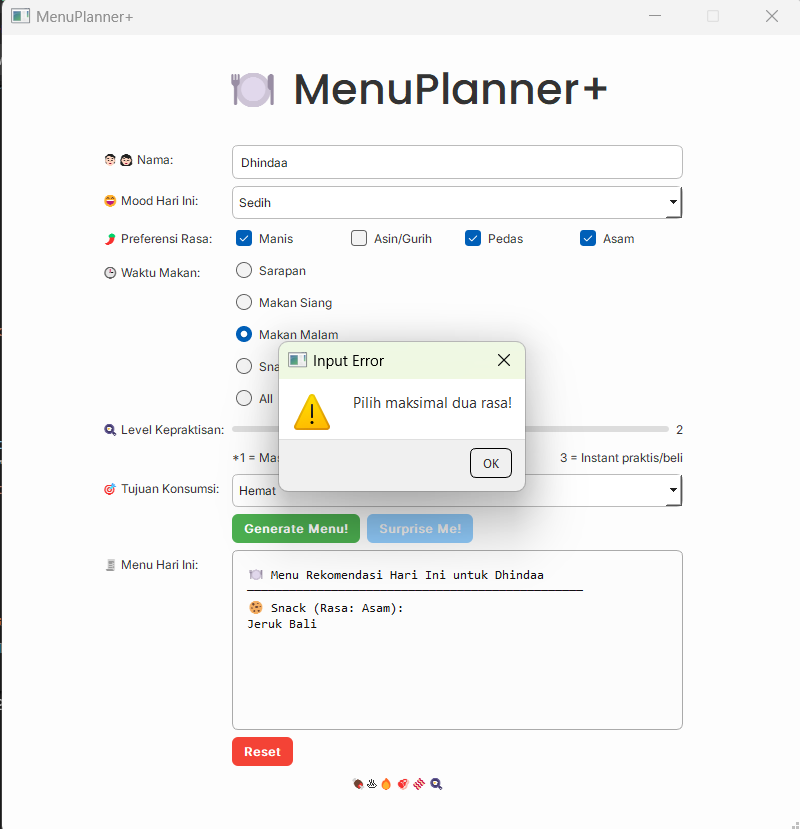 MenuPlanner+
MenuPlanner+
Nama: Dhindaa
Mood Hari Ini: Sedih
Preferensi Rasa: Manis Asin/Gurih Pedas Asam
Waktu Makan: Sarapan
Makan Siang
Makan Malam
Input Error
Sna
All
Pilih maksimal dua rasa!
Level Kepraktisan: 2
*1 = Mas 3 = Instant praktis/beli
OK
Tujuan Konsumsi: Hemat
Generate Menu! Surprise Me!
Menu Hari Ini:
Menu Rekomendasi Hari Ini untuk Dhindaa
Snack (Rasa: Asam):
Jeruk Bali
Reset